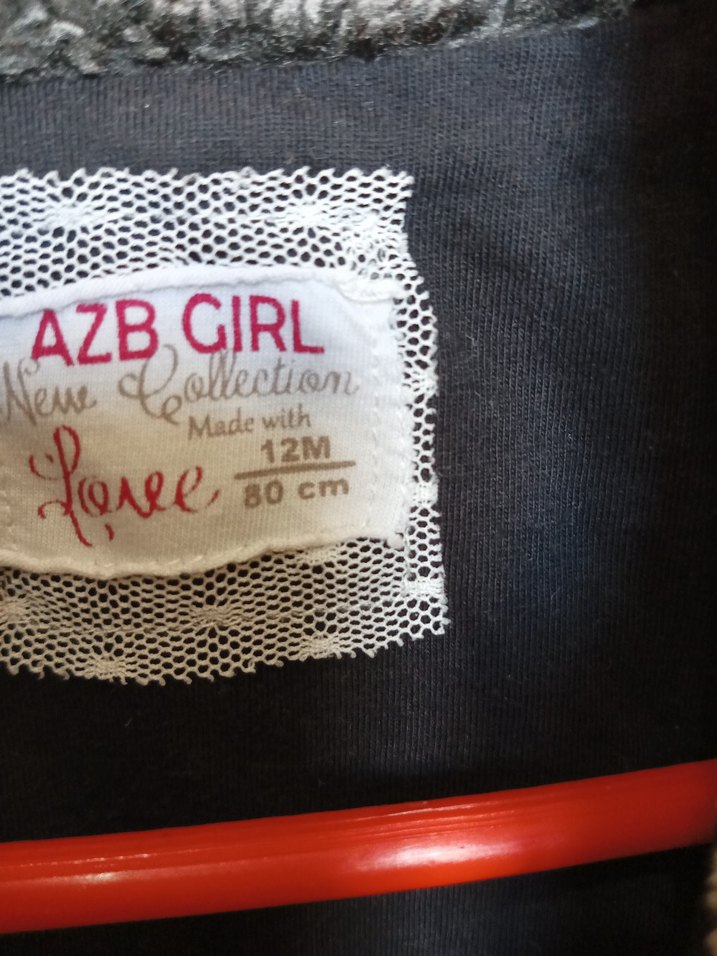 AZB GIRL
New Collection
Made with
Love
12M
80 cm